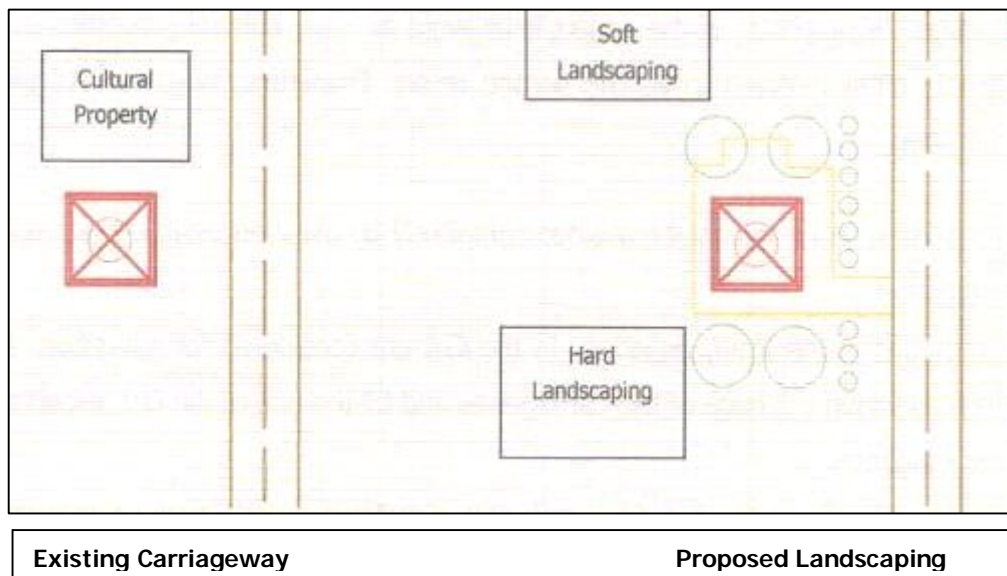 Cultural
Property
Soft
Landscaping
Hard
Landscaping
Existing Carriageway
Proposed Landscaping